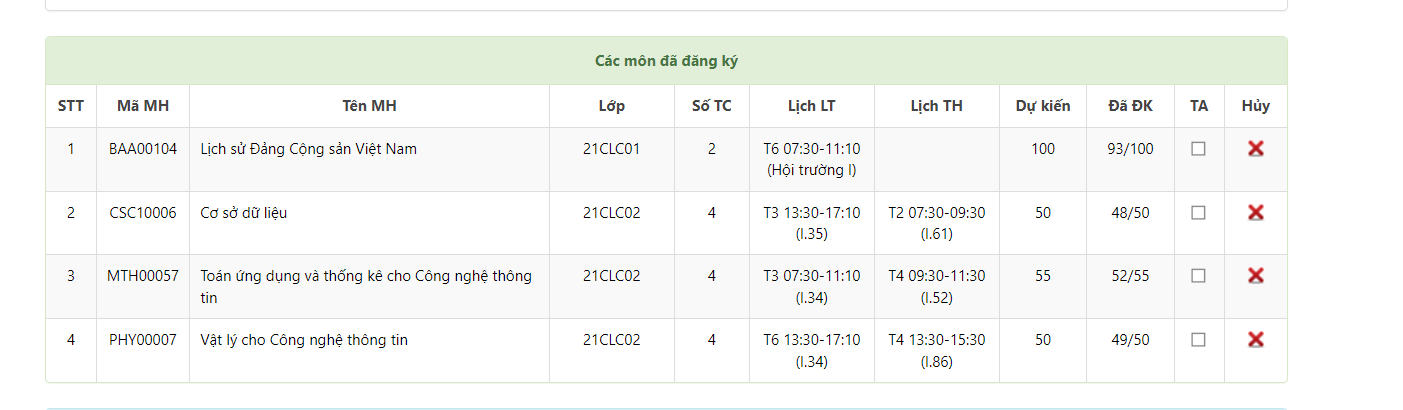 Các môn đã đăng ký
STT Mã MH Tên MH Lớp Số TC Lịch LT Lịch TH Dự kiến Đã ĐK TA Hủy
1 BAA00104 Lịch sử Đảng Cộng sản Việt Nam 21CLC01 2 T6 07:30-11:10 100 93/100
(Hội trường I)
2 CSC10006 Cơ sở dữ liệu 21CLC02 4 T3 13:30-17:10 T2 07:30-09:30 50 48/50
(I.35) (I.61)
3 MTH00057 Toán ứng dụng và thống kê cho Công nghệ thông 21CLC02 4 T3 07:30-11:10 T4 09:30-11:30 55 52/55
tin (I.34) (I.52)
4 PHY00007 Vật lý cho Công nghệ thông tin 21CLC02 4 T6 13:30-17:10 T4 13:30-15:30 50 49/50
(I.34) (I.86)